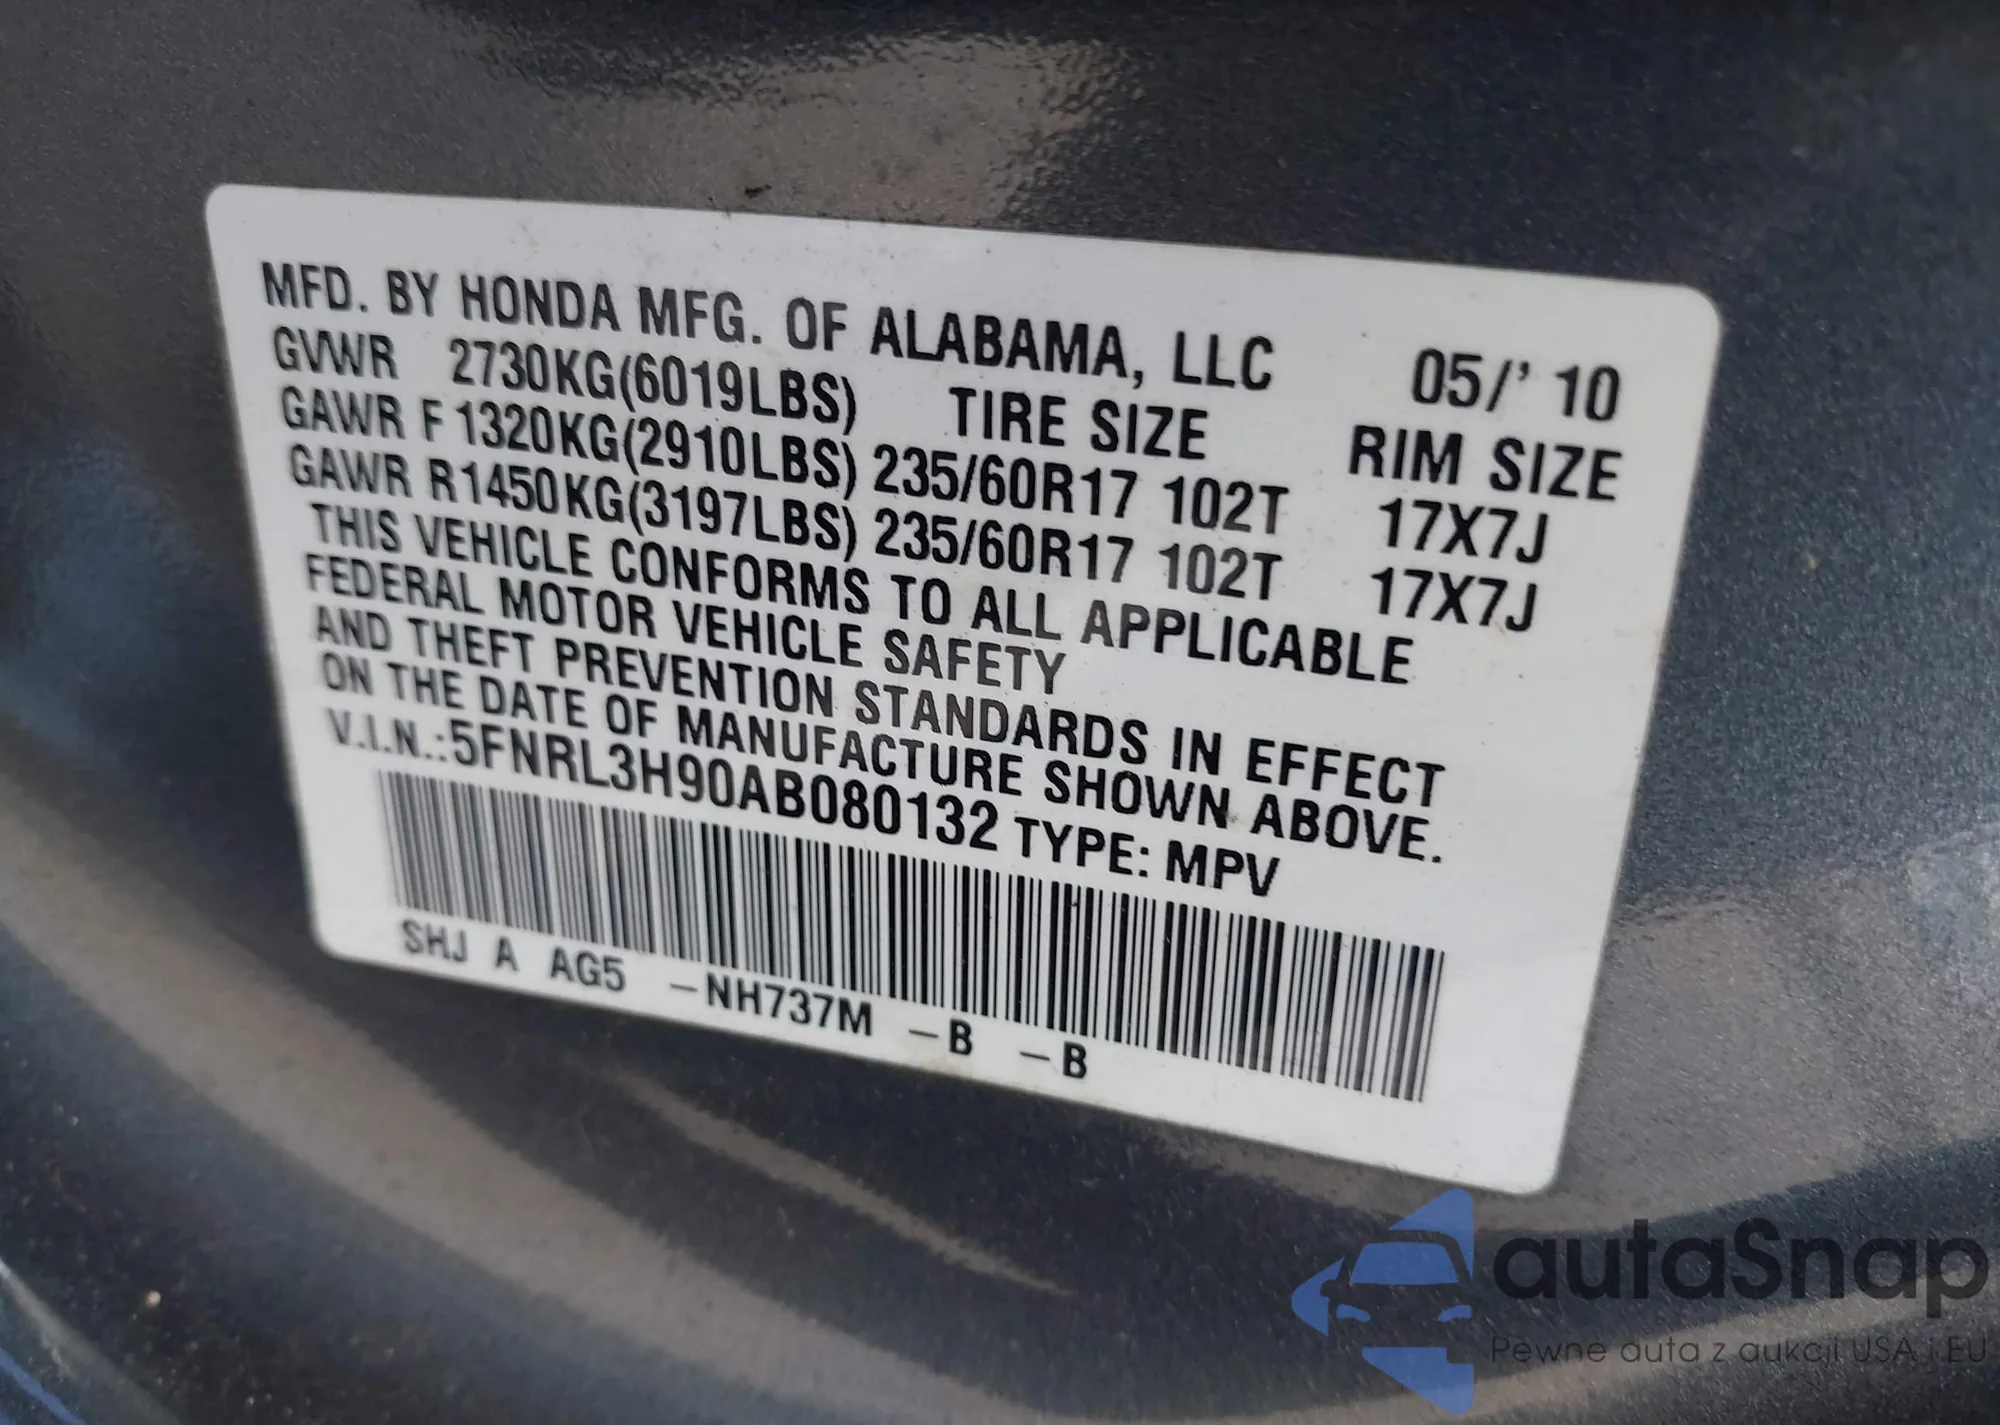 MFD. BY HONDA MFG. OF ALABAMA, LLC 05/' 10
GVWR 2730KG(6019LBS) TIRE SIZE RIM SIZE
GAWR F 1320KG(2910LBS) 235/60R17 102T 17X7J
GAWR R1450KG(3197LBS) 235/60R17 102T 17X7J
THIS VEHICLE CONFORMS TO ALL APPLICABLE
FEDERAL MOTOR VEHICLE SAFETY
AND THEFT PREVENTION STANDARDS IN EFFECT
ON THE DATE OF MANUFACTURE SHOWN ABOVE.
V.I.N.:5FNRL3H90AB080132 TYPE: MPV
SHJ A AG5 -NH737M -B -B
autaSnap
Pewne auta z aukcji USA i EU